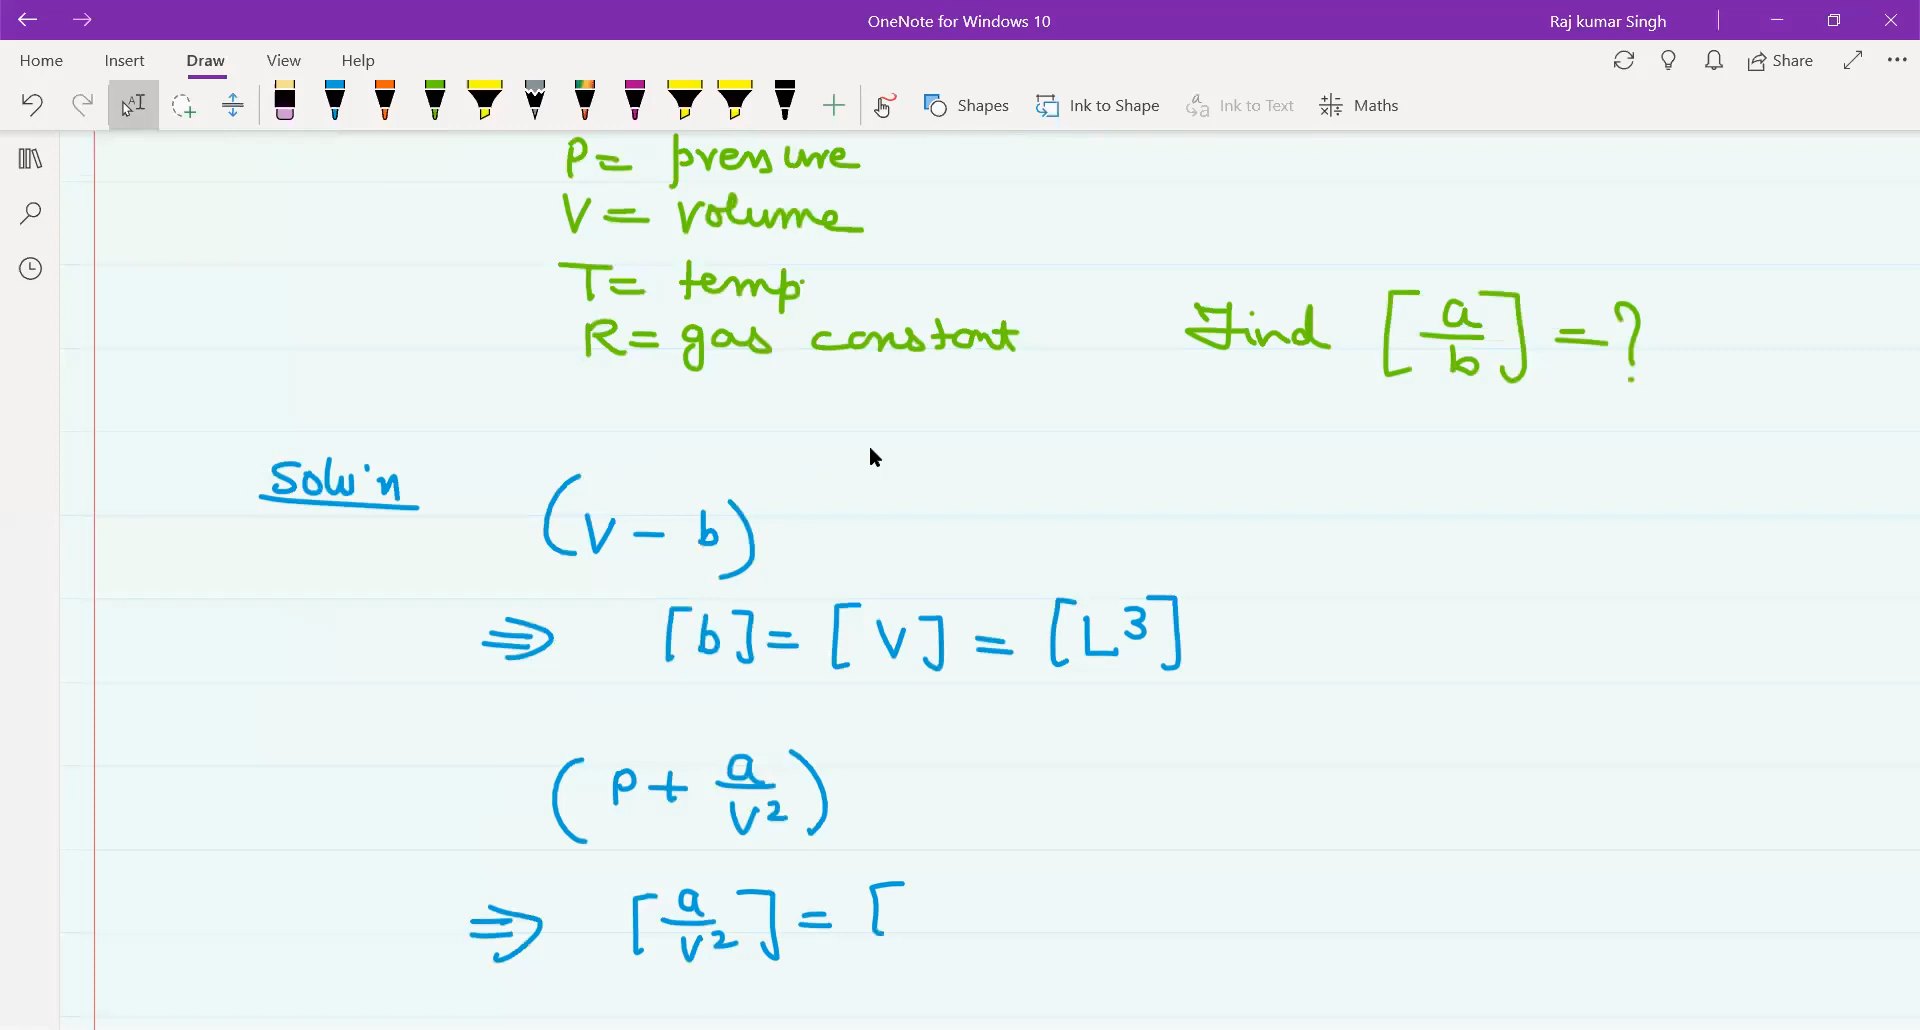 OneNote for Windows 10
Raj kumar Singh
Home Insert Draw View Help
Share
Shapes Ink to Shape Ink to Text Maths
P = pressure
V = volume
T = temp.
R = gas constant
Find [a/b] = ?
Solu'n
(V - b)
⇒ [b] = [V] = [L³]
(P + a/V²)
⇒ [a/V²] = [